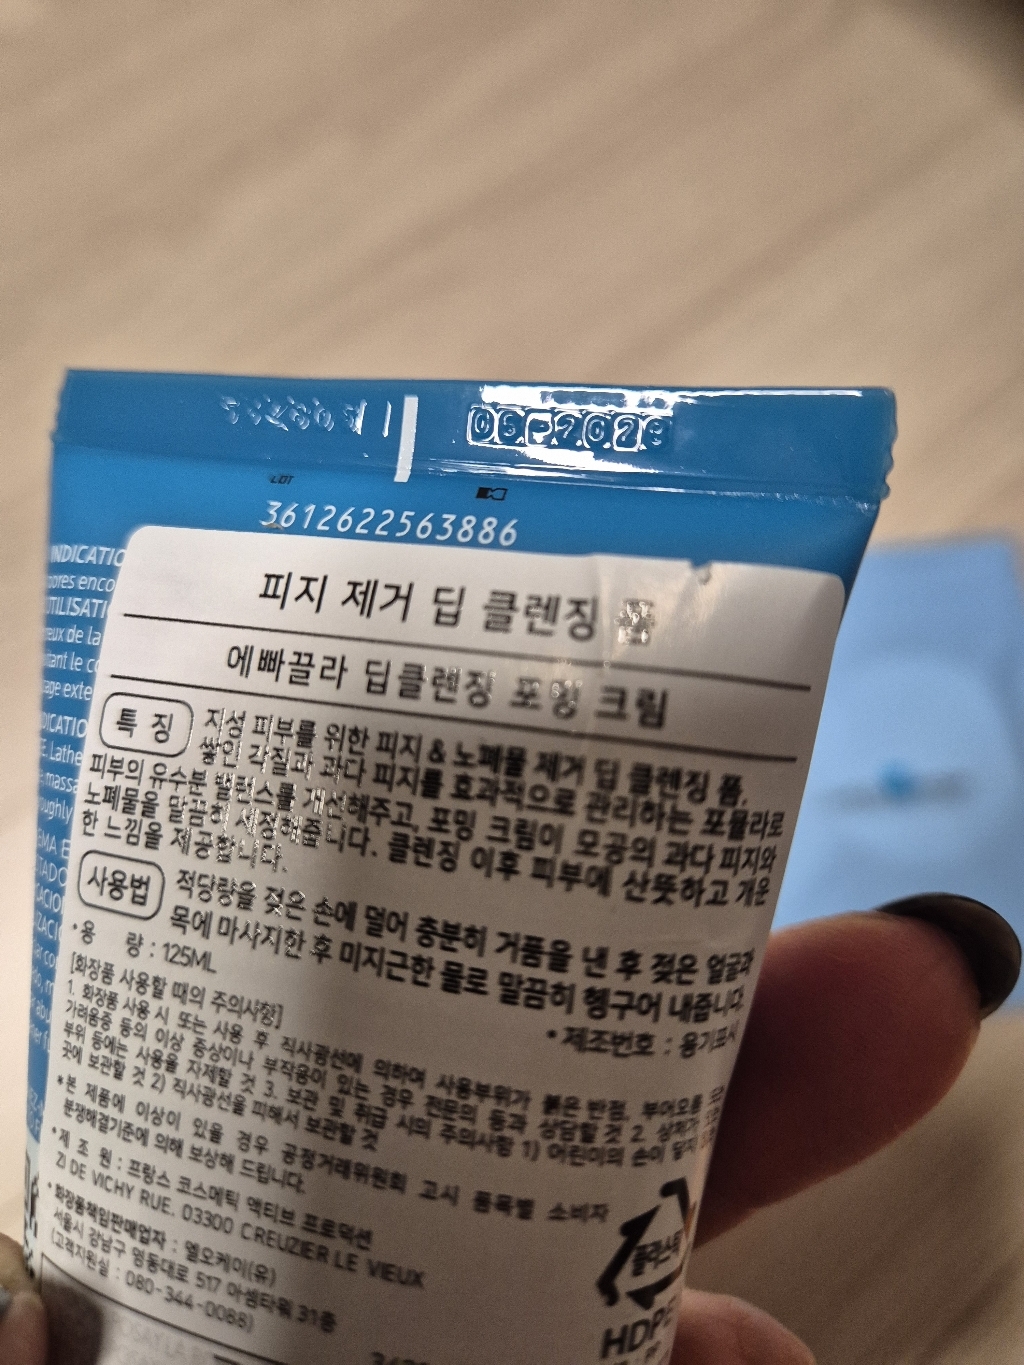 05-2029
LOT
3612622563886
피지 제거 딥 클렌징 폼
에빠끌라 딥클렌징 포밍 크림
특 징
지성 피부를 위한 피지 & 노폐물 제거 딥 클렌징 폼.
쌓인 각질과 과다 피지를 효과적으로 관리하는 포뮬라로
피부의 유수분 밸런스를 개선해주고, 포밍 크림이 모공의 과다 피지와
노폐물을 말끔히 세정해줍니다. 클렌징 이후 피부에 산뜻하고 개운
한 느낌을 제공합니다.
사용법
적당량을 젖은 손에 덜어 충분히 거품을 낸 후 젖은 얼굴과
목에 마사지한 후 미지근한 물로 말끔히 헹구어 내줍니다.
*용 량 : 125ML
*제조번호 : 용기표시
[화장품 사용할 때의 주의사항]
1. 화장품 사용 시 또는 사용 후 직사광선에 의하여 사용부위가 붉은 반점, 부어오름 또는
가려움증 등의 이상 증상이나 부작용이 있는 경우 전문의 등과 상담할 것 2. 상처가
부위 등에는 사용을 자제할 것 3. 보관 및 취급 시의 주의사항 1) 어린이의 손이 닿지
곳에 보관할 것 2) 직사광선을 피해서 보관할 것
*본 제품에 이상이 있을 경우 공정거래위원회 고시 품목별 소비자
분쟁해결기준에 의해 보상해 드립니다.
*제 조 원 : 프랑스 코스메틱 액티브 프로덕션
ZI DE VICHY RUE, 03300 CREUZIER LE VIEUX
*화장품책임판매업자 : 엘오케이(유)
서울시 강남구 영동대로 517 아셈타워 31층
(고객지원실 : 080-344-0088)
플라스틱
HDPE
INDICATIO
pores enco
UTILISATI
eux de la
itant le c
age exte
DICATIO
E. Lathe
massa
oughly